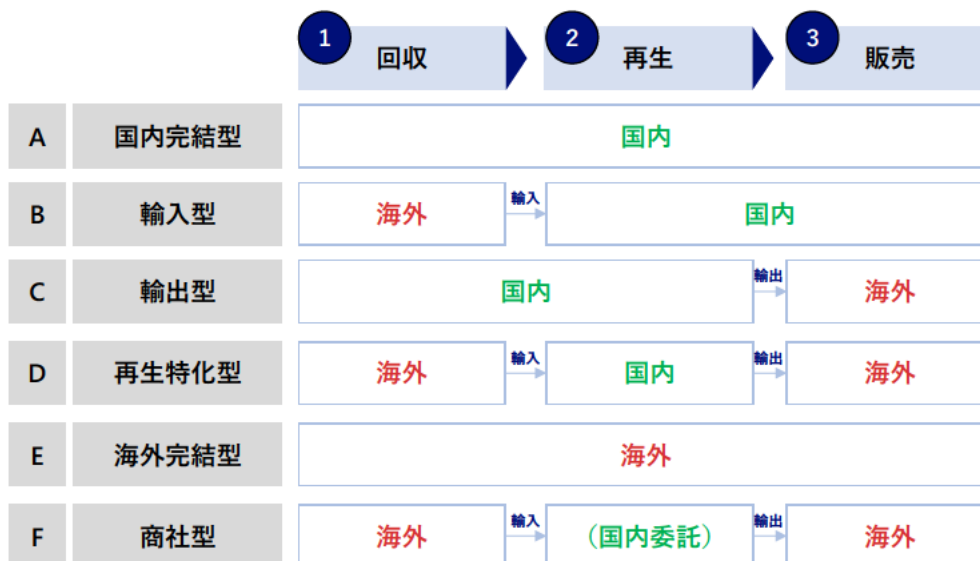 1 回収 2 再生 3 販売
A 国内完結型 国内
B 輸入型 海外 輸入 国内
C 輸出型 国内 輸出 海外
D 再生特化型 海外 輸入 国内 輸出 海外
E 海外完結型 海外
F 商社型 海外 輸入 (国内委託) 輸出 海外